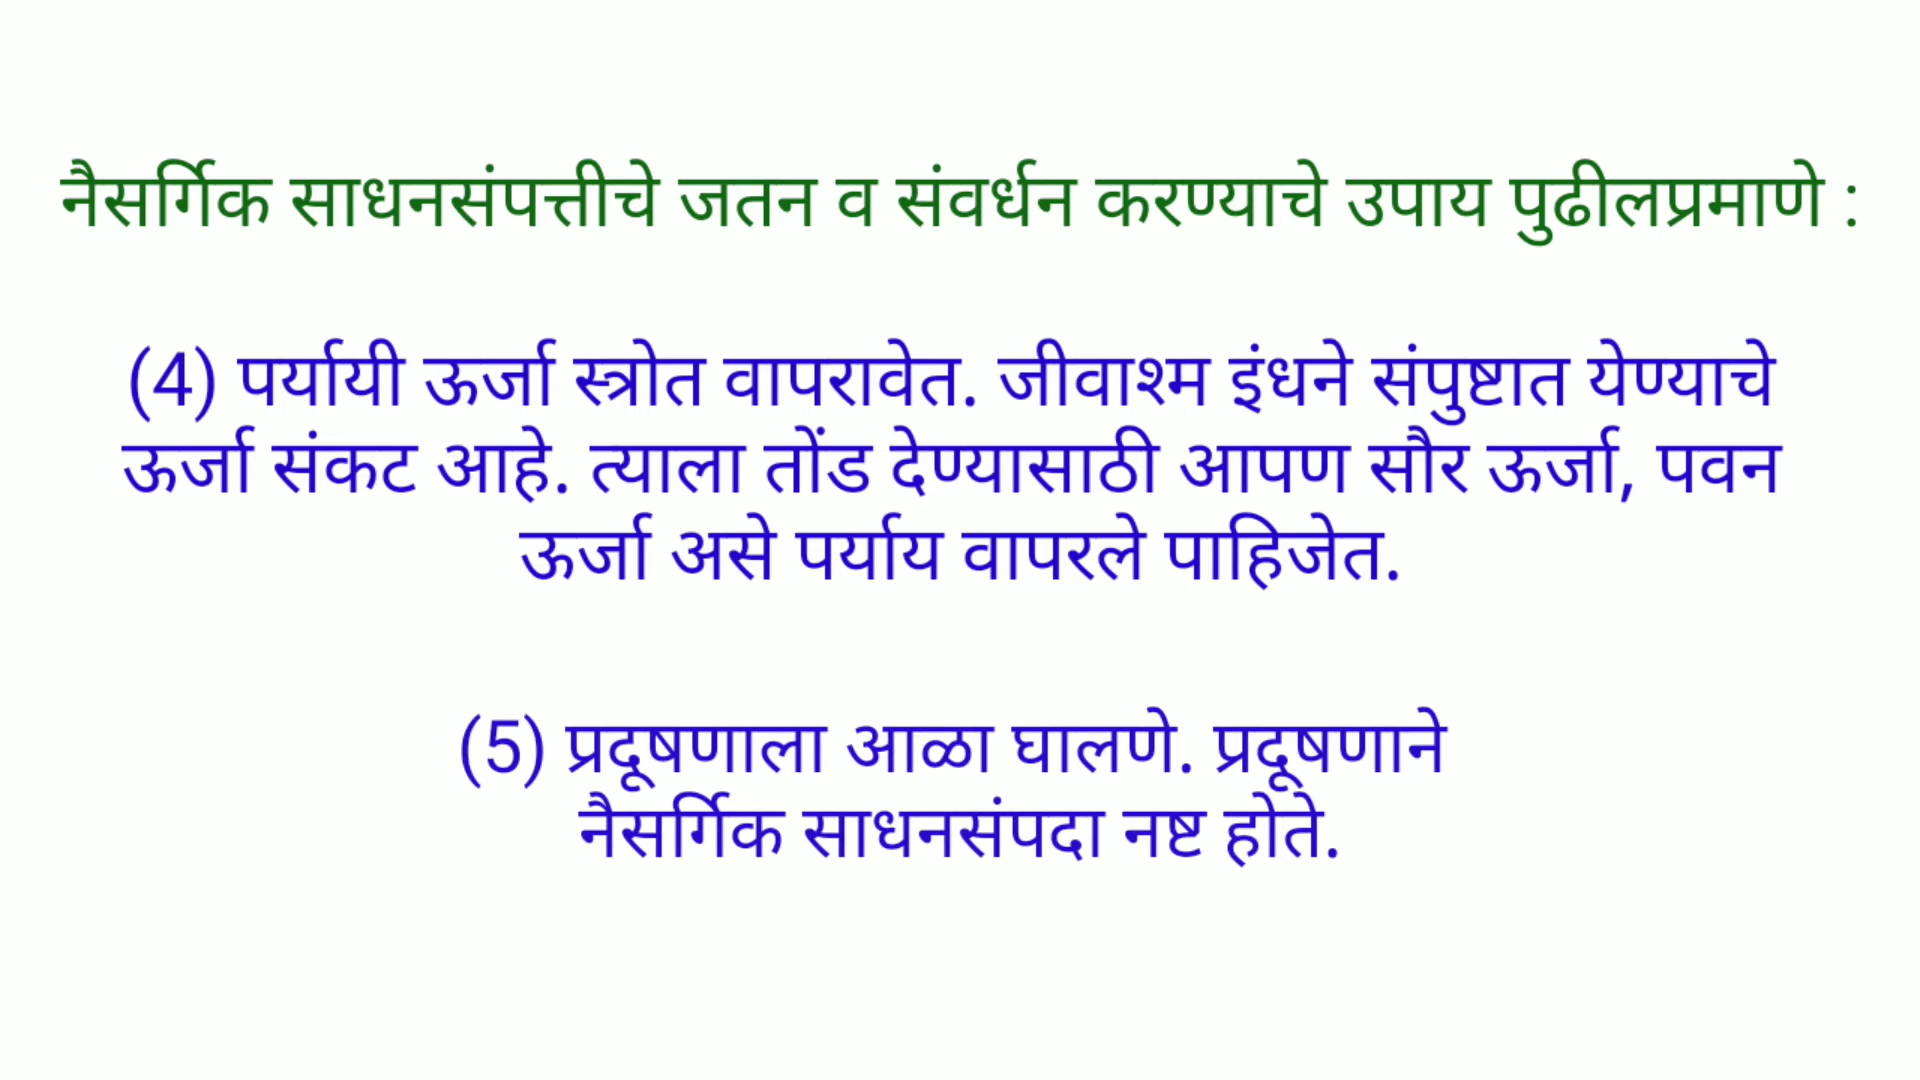 नैसर्गिक साधनसंपत्तीचे जतन व संवर्धन करण्याचे उपाय पुढीलप्रमाणे :
(4) पर्यायी ऊर्जा स्त्रोत वापरावेत. जीवाश्म इंधने संपुष्टात येण्याचे
ऊर्जा संकट आहे. त्याला तोंड देण्यासाठी आपण सौर ऊर्जा, पवन
ऊर्जा असे पर्याय वापरले पाहिजेत.
(5) प्रदूषणाला आळा घालणे. प्रदूषणाने
नैसर्गिक साधनसंपदा नष्ट होते.